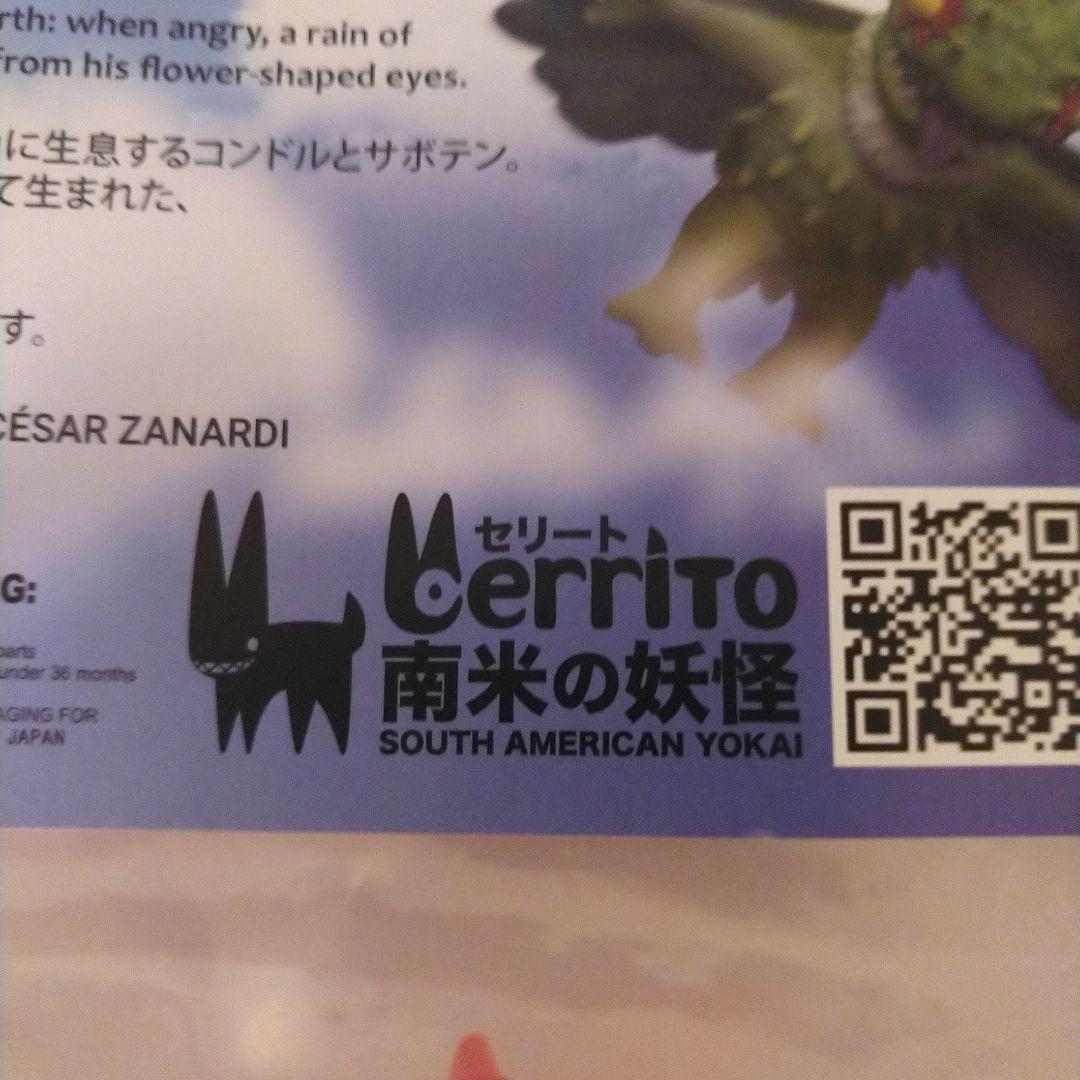 rth: when angry, a rain of
from his flower-shaped eyes.
に生息するコンドルとサボテン。
て生まれた、
す。
CÉSAR ZANARDI
G:
parts
under 36 months
AGING FOR
JAPAN
セリート
Cerrito
南米の妖怪
SOUTH AMERICAN YOKAI